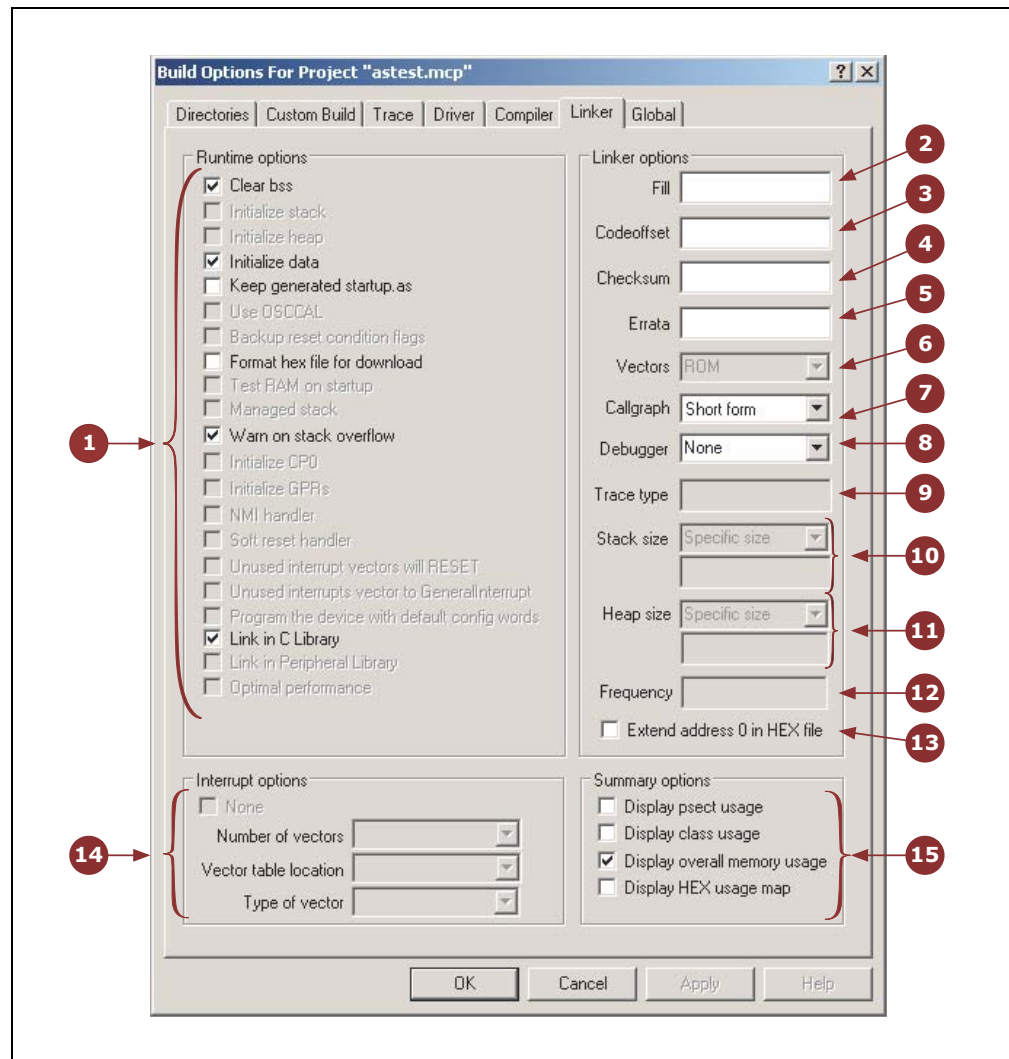 Build Options For Project "astest.mcp"
Directories Custom Build Trace Driver Compiler Linker Global
Runtime options
Clear bss
Initialize stack
Initialize heap
Initialize data
Keep generated startup.as
Use OSCCAL
Backup reset condition flags
Format hex file for download
Test RAM on startup
Managed stack
1
Warn on stack overflow
Initialize CP0
Initialize GPRs
NMI handler
Soft reset handler
Unused interrupt vectors will RESET
Unused interrupts vector to GeneralInterrupt
Program the device with default config words
Link in C Library
Link in Peripheral Library
Optimal performance
Linker options
Fill 2
Codeoffset 3
Checksum 4
Errata 5
Vectors ROM 6
Callgraph Short form 7
Debugger None 8
Trace type 9
Stack size Specific size 10
Heap size Specific size 11
Frequency 12
Extend address 0 in HEX file 13
Interrupt options
None
Number of vectors
14 Vector table location
Type of vector
Summary options
Display psect usage
Display class usage
Display overall memory usage 15
Display HEX usage map
OK Cancel Apply Help